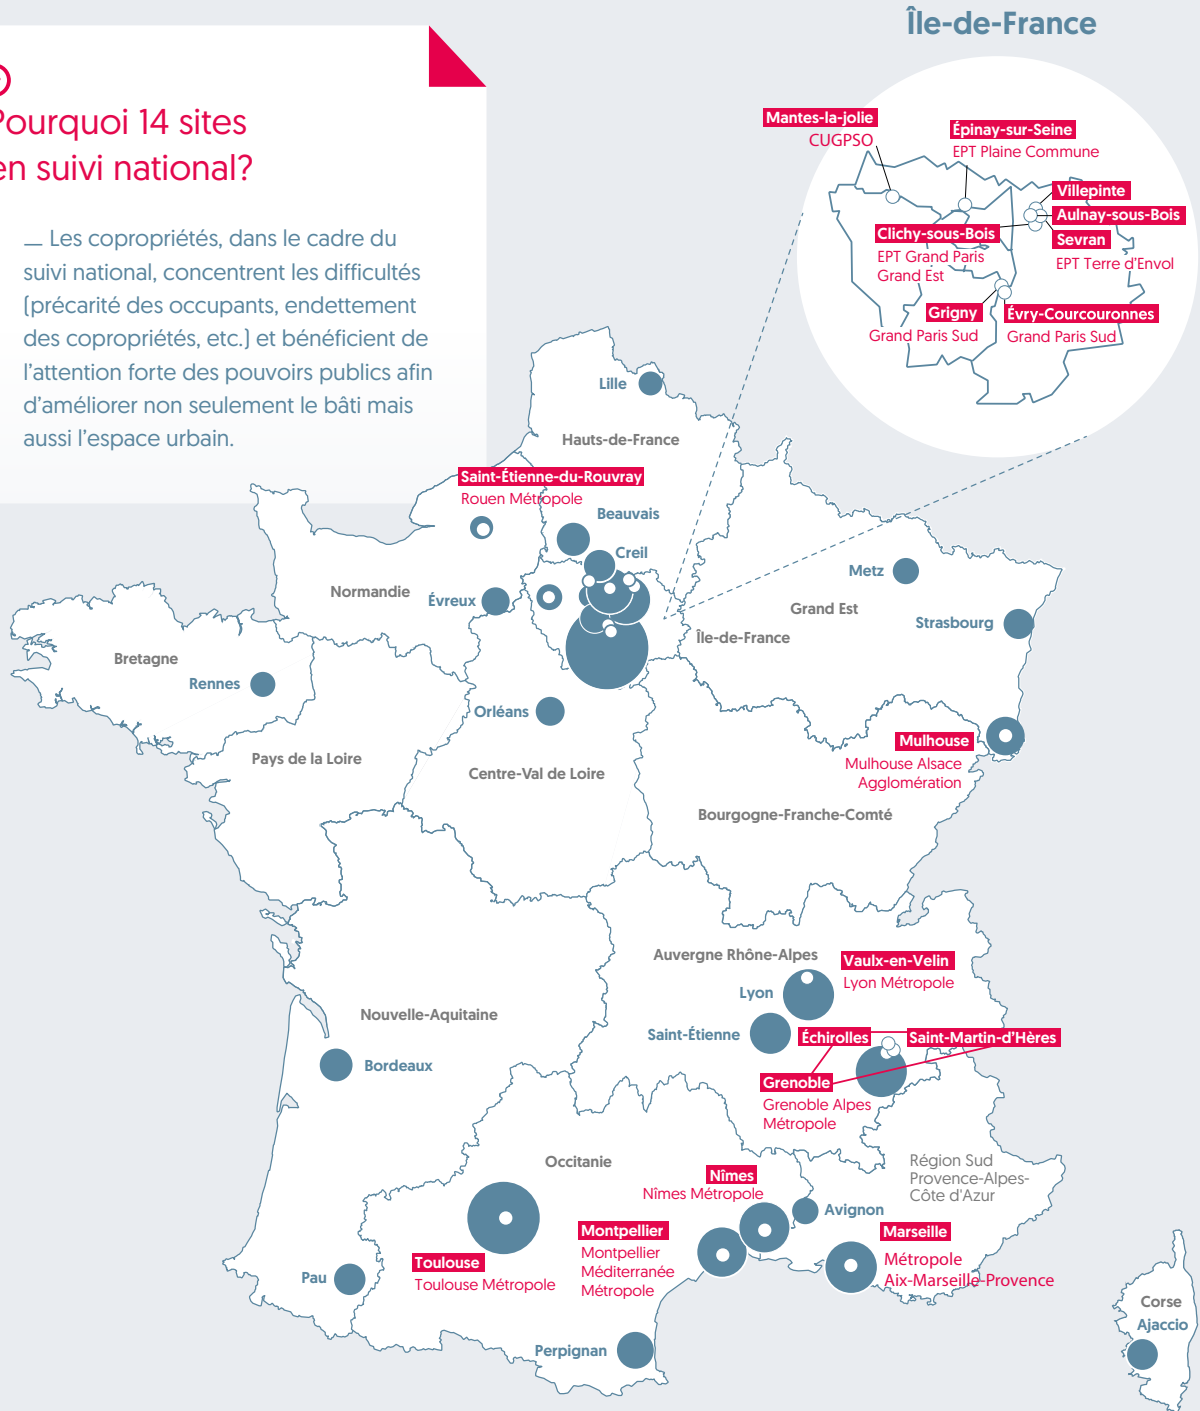 Île-de-France
Pourquoi 14 sites
en suivi national?
_ Les copropriétés, dans le cadre du
suivi national, concentrent les difficultés
(précarité des occupants, endettement
des copropriétés, etc.) et bénéficient de
l'attention forte des pouvoirs publics afin
d'améliorer non seulement le bâti mais
aussi l'espace urbain.
Mantes-la-jolie
CUGPSO
Épinay-sur-Seine
EPT Plaine Commune
Villepinte
Aulnay-sous-Bois
Sevran
EPT Terre d'Envol
Clichy-sous-Bois
EPT Grand Paris
Grand Est
Grigny
Grand Paris Sud
Évry-Courcouronnes
Grand Paris Sud
Lille
Hauts-de-France
Saint-Étienne-du-Rouvray
Rouen Métropole
Beauvais
Creil
Normandie
Évreux
Metz
Grand Est
Strasbourg
Île-de-France
Bretagne
Rennes
Orléans
Pays de la Loire
Centre-Val de Loire
Mulhouse
Mulhouse Alsace
Agglomération
Bourgogne-Franche-Comté
Auvergne Rhône-Alpes
Vaulx-en-Velin
Lyon Métropole
Lyon
Saint-Étienne
Échirolles
Saint-Martin-d'Hères
Grenoble
Grenoble Alpes
Métropole
Nouvelle-Aquitaine
Bordeaux
Occitanie
Région Sud
Provence-Alpes-
Côte d'Azur
Nîmes
Nîmes Métropole
Avignon
Montpellier
Montpellier
Méditerranée
Métropole
Marseille
Métropole
Aix-Marseille-Provence
Toulouse
Toulouse Métropole
Pau
Perpignan
Corse
Ajaccio